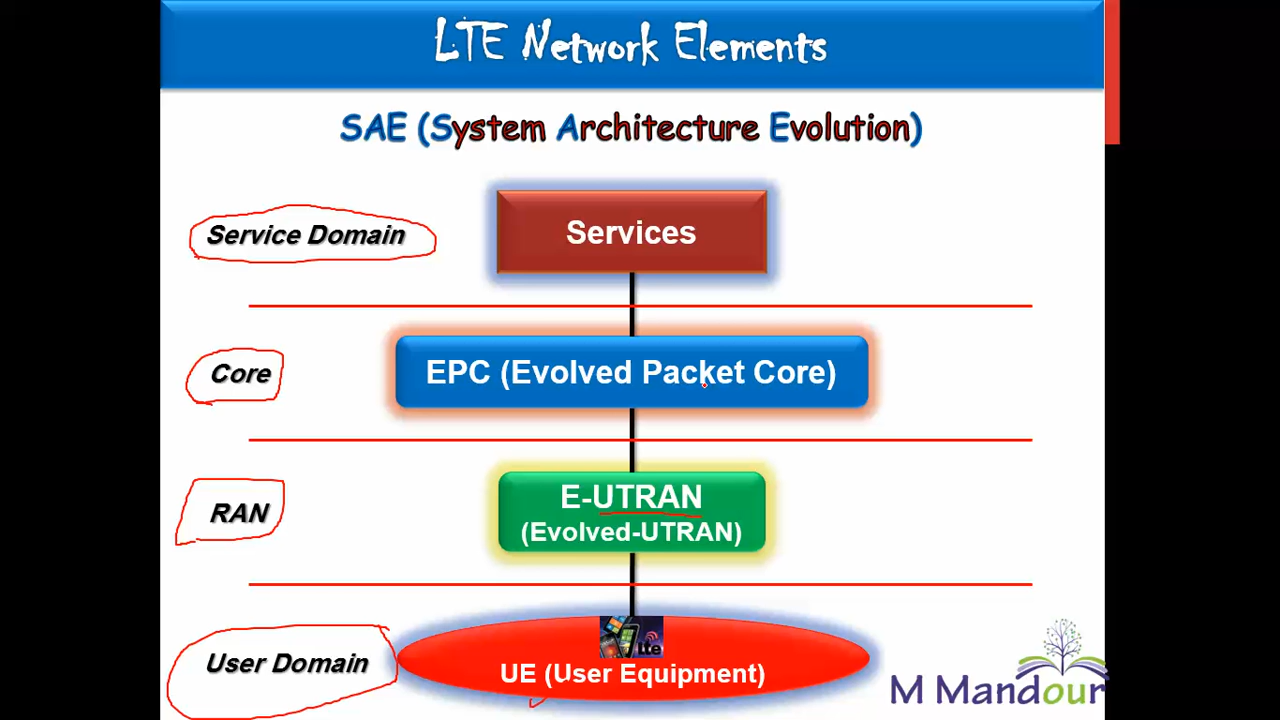 LTE Network Elements
SAE (System Architecture Evolution)
Service Domain
Services
Core
EPC (Evolved Packet Core)
RAN
E-UTRAN
(Evolved-UTRAN)
User Domain
lte
UE (User Equipment)
M Mandour